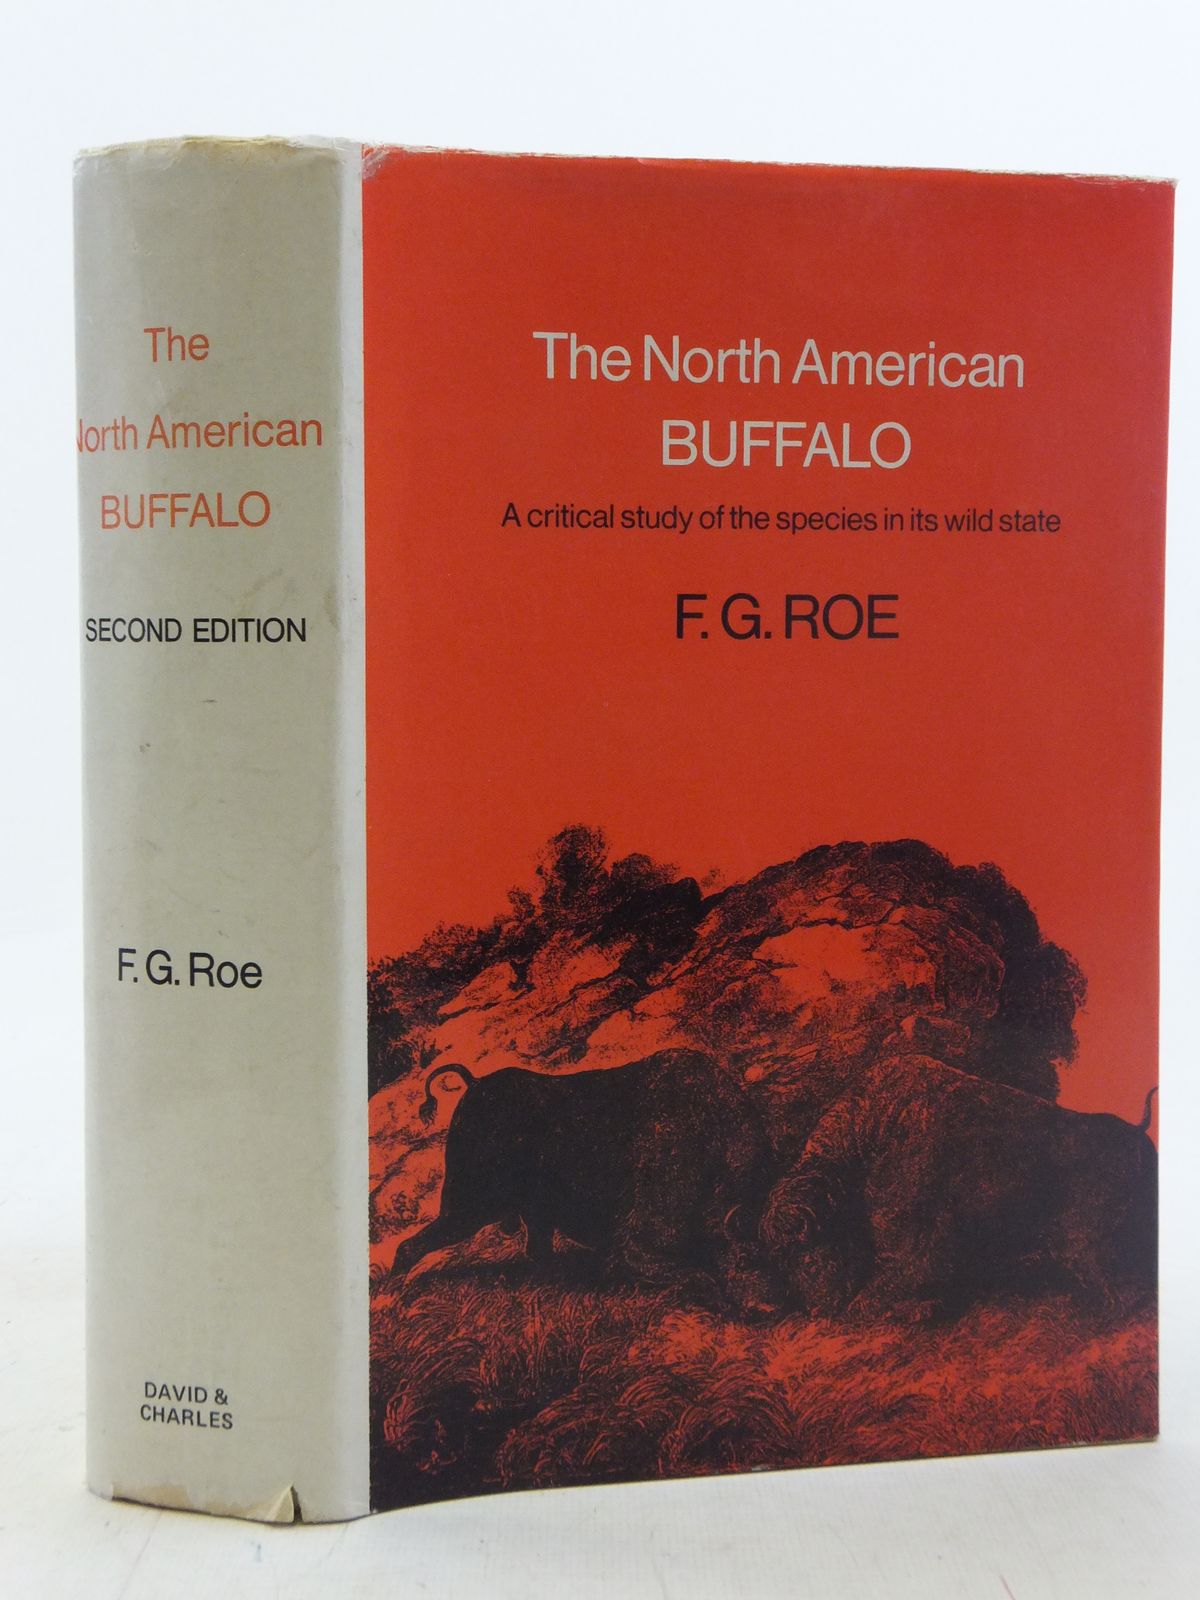 The
North American
BUFFALO
SECOND EDITION
F. G. Roe
DAVID &
CHARLES
The North American
BUFFALO
A critical study of the species in its wild state
F. G. ROE